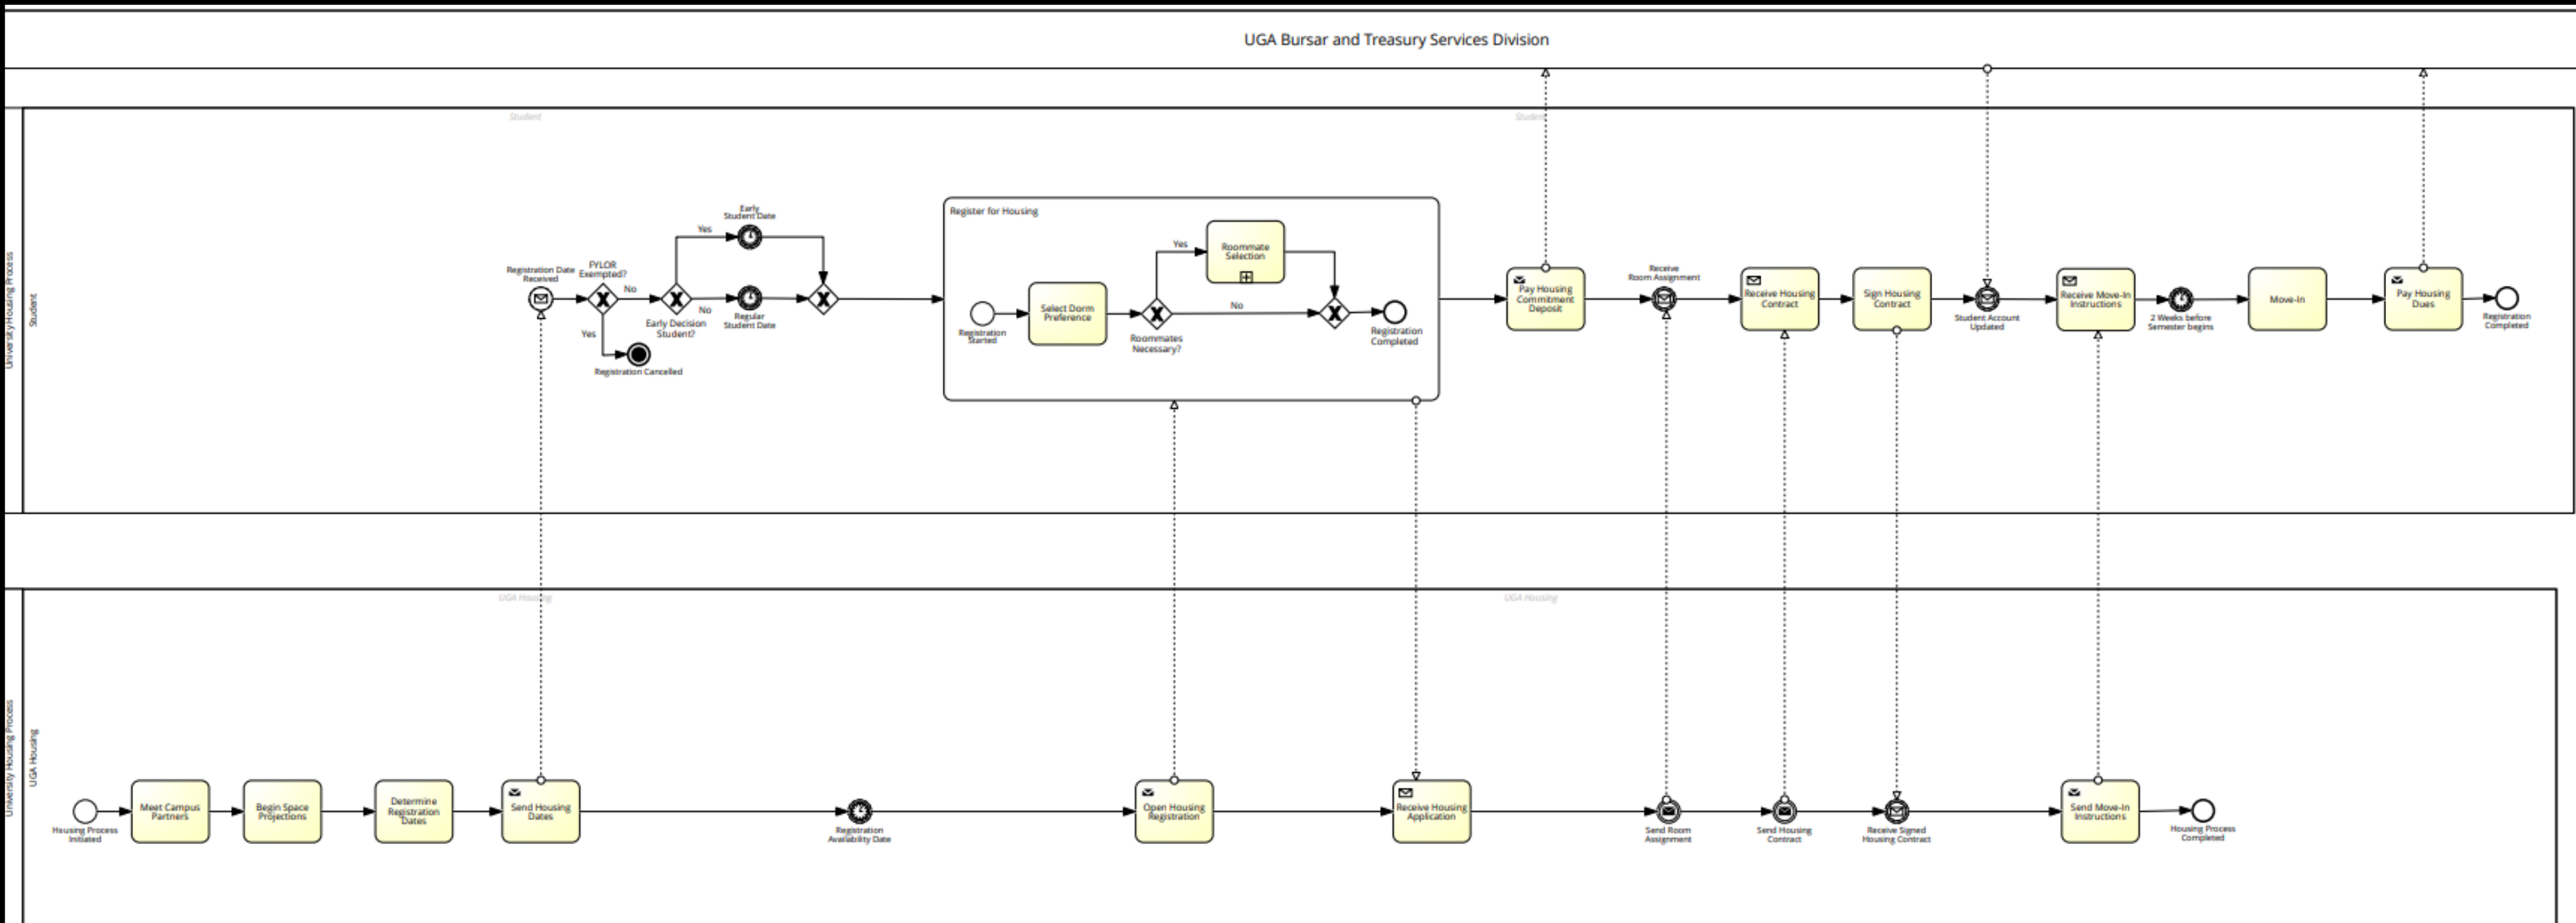 UGA Bursar and Treasury Services Division
University Housing Process
Student
Student
Student
Registration Date
Received
FYLOR
Exempted?
No
Yes
Registration Cancelled
Early Decision
Student?
Yes
No
Early
Student Date
Regular
Student Date
Register for Housing
Registration
Started
Select Dorm
Preference
Roommates
Necessary?
Yes
No
Roommate
Selection
Registration
Completed
Pay Housing
Commitment
Deposit
Receive
Room Assignment
Receive Housing
Contract
Sign Housing
Contract
Student Account
Updated
Receive Move-In
Instructions
2 Weeks before
Semester begins
Move-In
Pay Housing
Dues
Registration
Completed
University Housing Process
UGA Housing
UGA Housing
UGA Housing
Housing Process
Initiated
Meet Campus
Partners
Begin Space
Projections
Determine
Registration
Dates
Send Housing
Dates
Registration
Availability Date
Open Housing
Registration
Receive Housing
Application
Send Room
Assignment
Send Housing
Contract
Receive Signed
Housing Contract
Send Move-In
Instructions
Housing Process
Completed